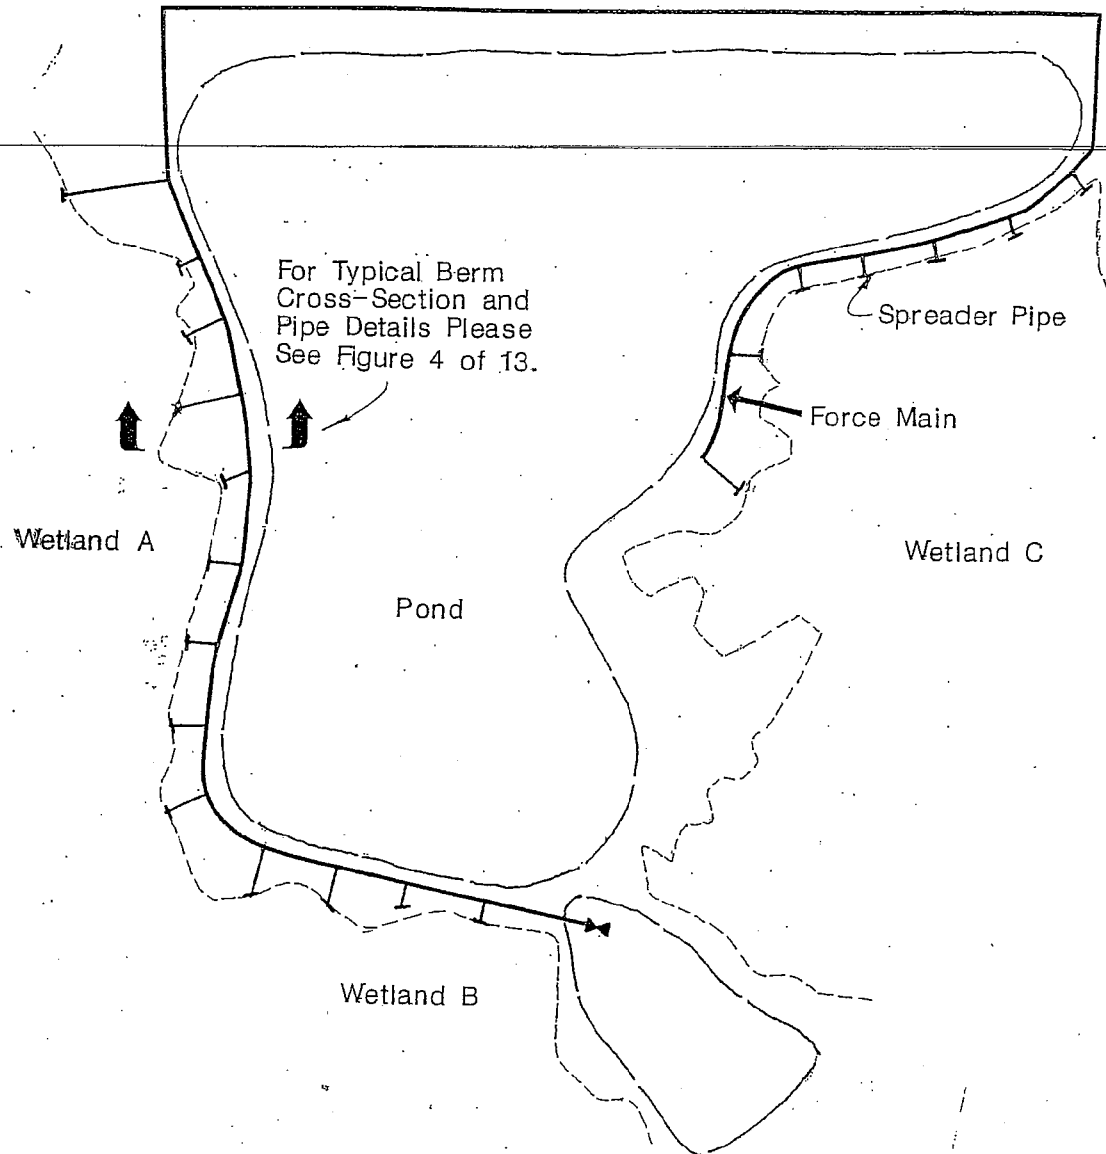 For Typical Berm
Cross-Section and
Pipe Details Please
See Figure 4 of 13.
Spreader Pipe
Force Main
Wetland A
Wetland C
Pond
Wetland B